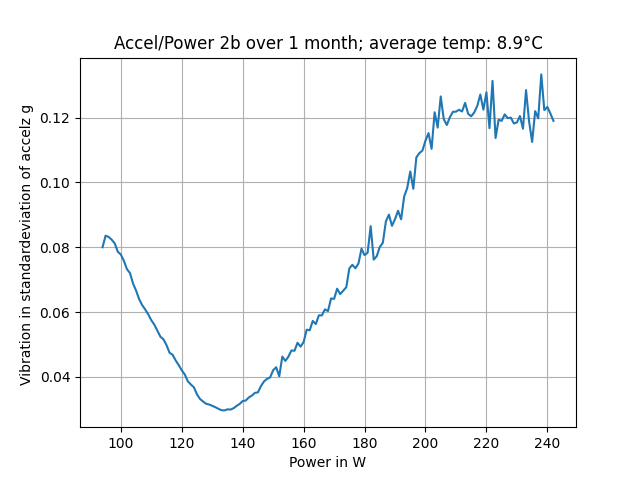 Accel/Power 2b over 1 month; average temp: 8.9°C
Vibration in standardeviation of accelz g
0.12
0.10
0.08
0.06
0.04
100 120 140 160 180 200 220 240
Power in W